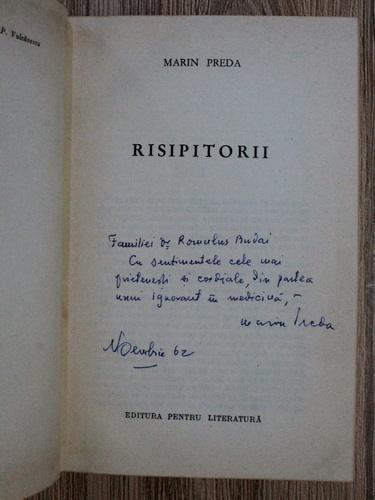 P. Vulcănescu
MARIN PREDA
RISIPITORII
Familiei dr Romulus Budai
Cu sentimentele cele mai
prietenești și cordiale, din partea
unui ignorant în medicină, –
Marin Preda
Noembrie 62
EDITURA PENTRU LITERATURĂ